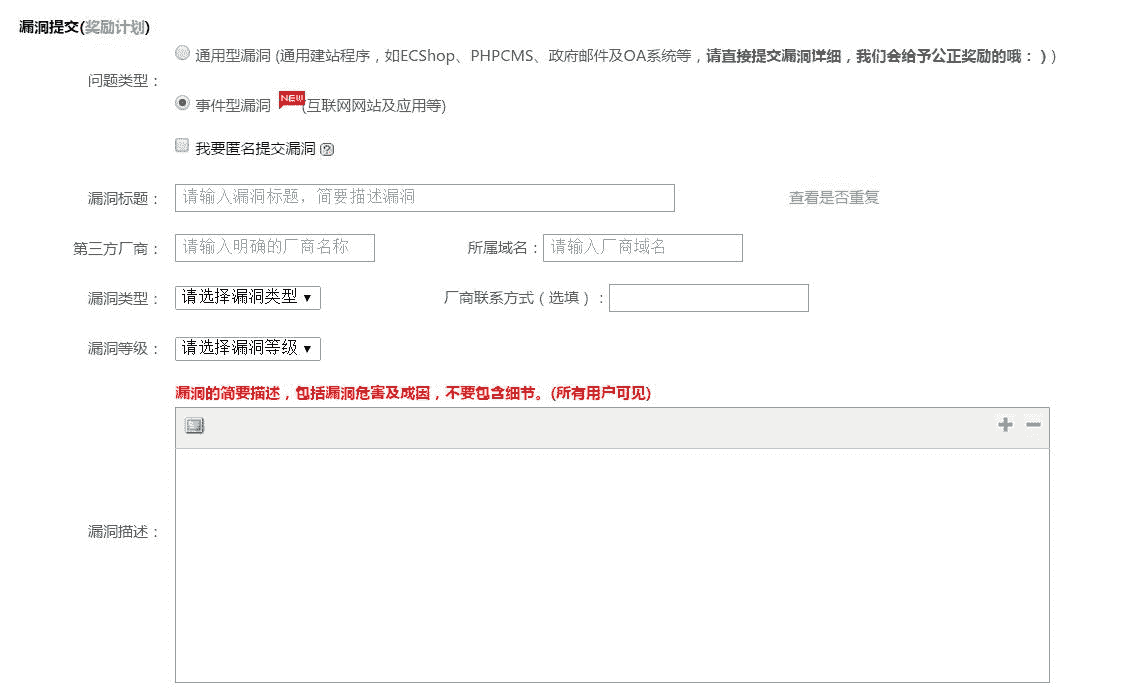 漏洞提交(奖励计划)
通用型漏洞 (通用建站程序，如ECShop、PHPCMS、政府邮件及OA系统等，请直接提交漏洞详细，我们会给予公正奖励的哦：) )
问题类型：
事件型漏洞 NEW (互联网网站及应用等)
我要匿名提交漏洞 ?
漏洞标题： 请输入漏洞标题，简要描述漏洞 查看是否重复
第三方厂商： 请输入明确的厂商名称 所属域名： 请输入厂商域名
漏洞类型： 请选择漏洞类型 厂商联系方式（选填）：
漏洞等级： 请选择漏洞等级
漏洞的简要描述，包括漏洞危害及成因，不要包含细节。(所有用户可见)
漏洞描述：